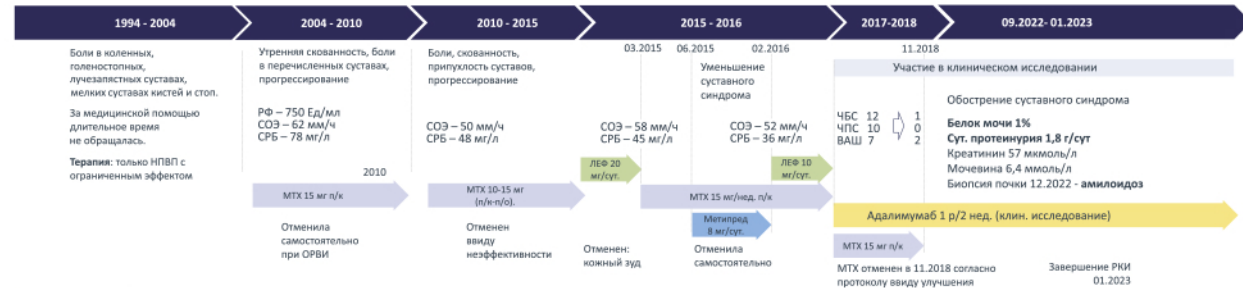 1994 - 2004
2004 - 2010
2010 - 2015
2015 - 2016
2017-2018
09.2022- 01.2023
Боли в коленных,
голеностопных,
лучезапястных суставах,
мелких суставах кистей и стоп.
За медицинской помощью
длительное время
не обращалась.
Терапия: только НПВП с
ограниченным эффектом
Утренняя скованность, боли
в перечисленных суставах,
прогрессирование
РФ – 750 Ед/мл
СОЭ – 62 мм/ч
СРБ – 78 мг/л
2010
МТХ 15 мг п/к
Отменила
самостоятельно
при ОРВИ
Боли, скованность,
припухлость суставов,
прогрессирование
СОЭ – 50 мм/ч
СРБ – 48 мг/л
МТХ 10-15 мг
(п/к-п/о).
Отменен
ввиду
неэффективности
03.2015
06.2015
02.2016
Уменьшение
суставного
синдрома
СОЭ – 58 мм/ч
СРБ – 45 мг/л
СОЭ – 52 мм/ч
СРБ – 36 мг/л
ЛЕФ 20
мг/сут.
ЛЕФ 10
мг/сут.
МТХ 15 мг/нед. п/к
Метипред
8 мг/сут.
Отменен:
кожный зуд
Отменила
самостоятельно
11.2018
Участие в клиническом исследовании
ЧБС 12 1
ЧПС 10 0
ВАШ 7 2
Обострение суставного синдрома
Белок мочи 1%
Сут. протеинурия 1,8 г/сут
Креатинин 57 мкмоль/л
Мочевина 6,4 ммоль/л
Биопсия почки 12.2022 - амилоидоз
Адалимумаб 1 р/2 нед. (клин. исследование)
МТХ 15 мг п/к
МТХ отменен в 11.2018 согласно
протоколу ввиду улучшения
Завершение РКИ
01.2023